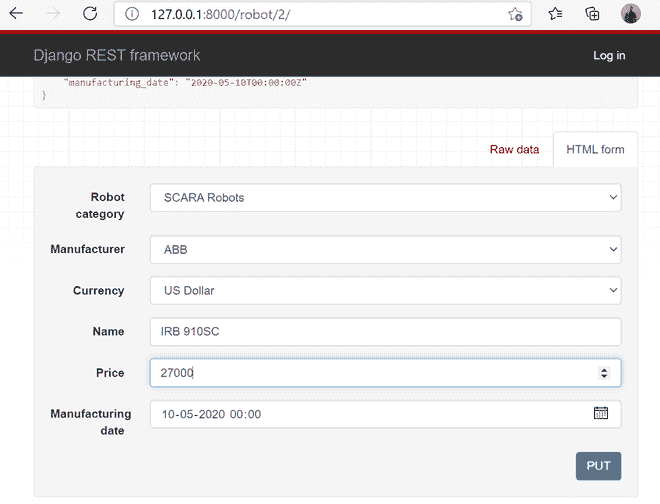 127.0.0.1:8000/robot/2/
Django REST framework
Log in
"manufacturing_date": "2020-05-10T00:00:00Z"
}
Raw data
HTML form
Robot
category
SCARA Robots
Manufacturer
ABB
Currency
US Dollar
Name
IRB 910SC
Price
27000
Manufacturing
date
10-05-2020 00:00
PUT